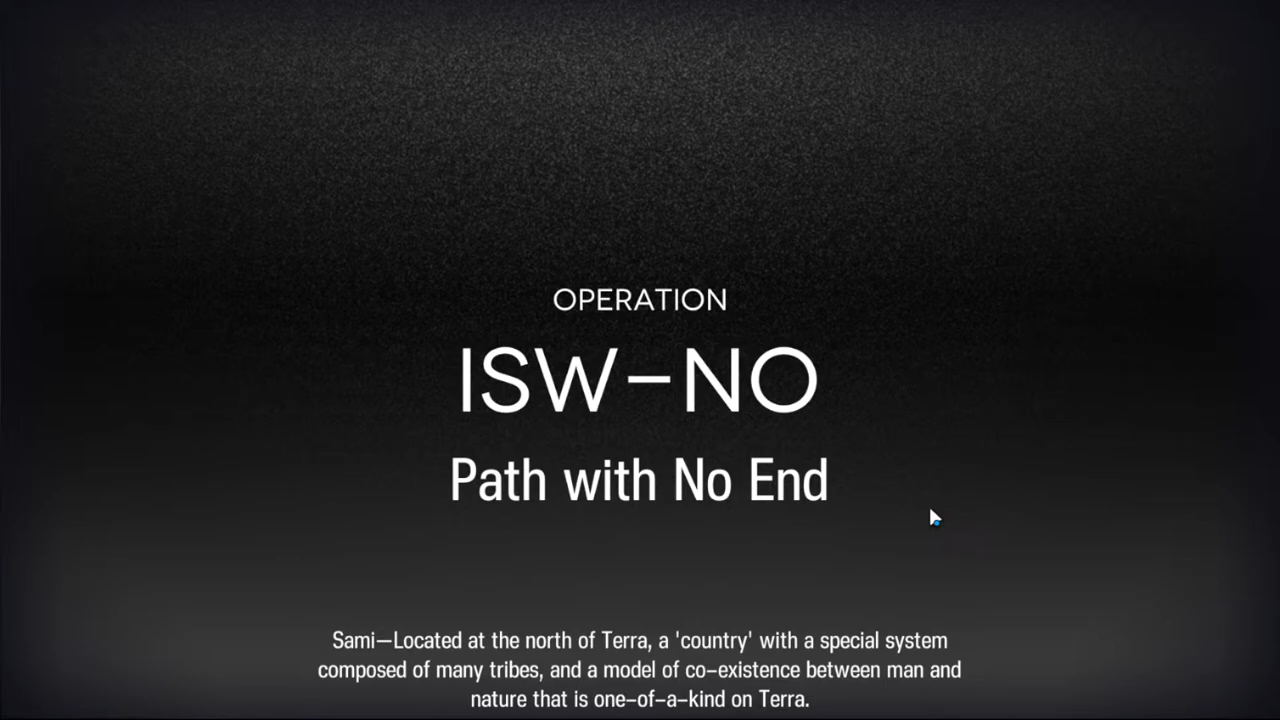 OPERATION
ISW-NO
Path with No End
Sami—Located at the north of Terra, a 'country' with a special system
composed of many tribes, and a model of co-existence between man and
nature that is one-of-a-kind on Terra.